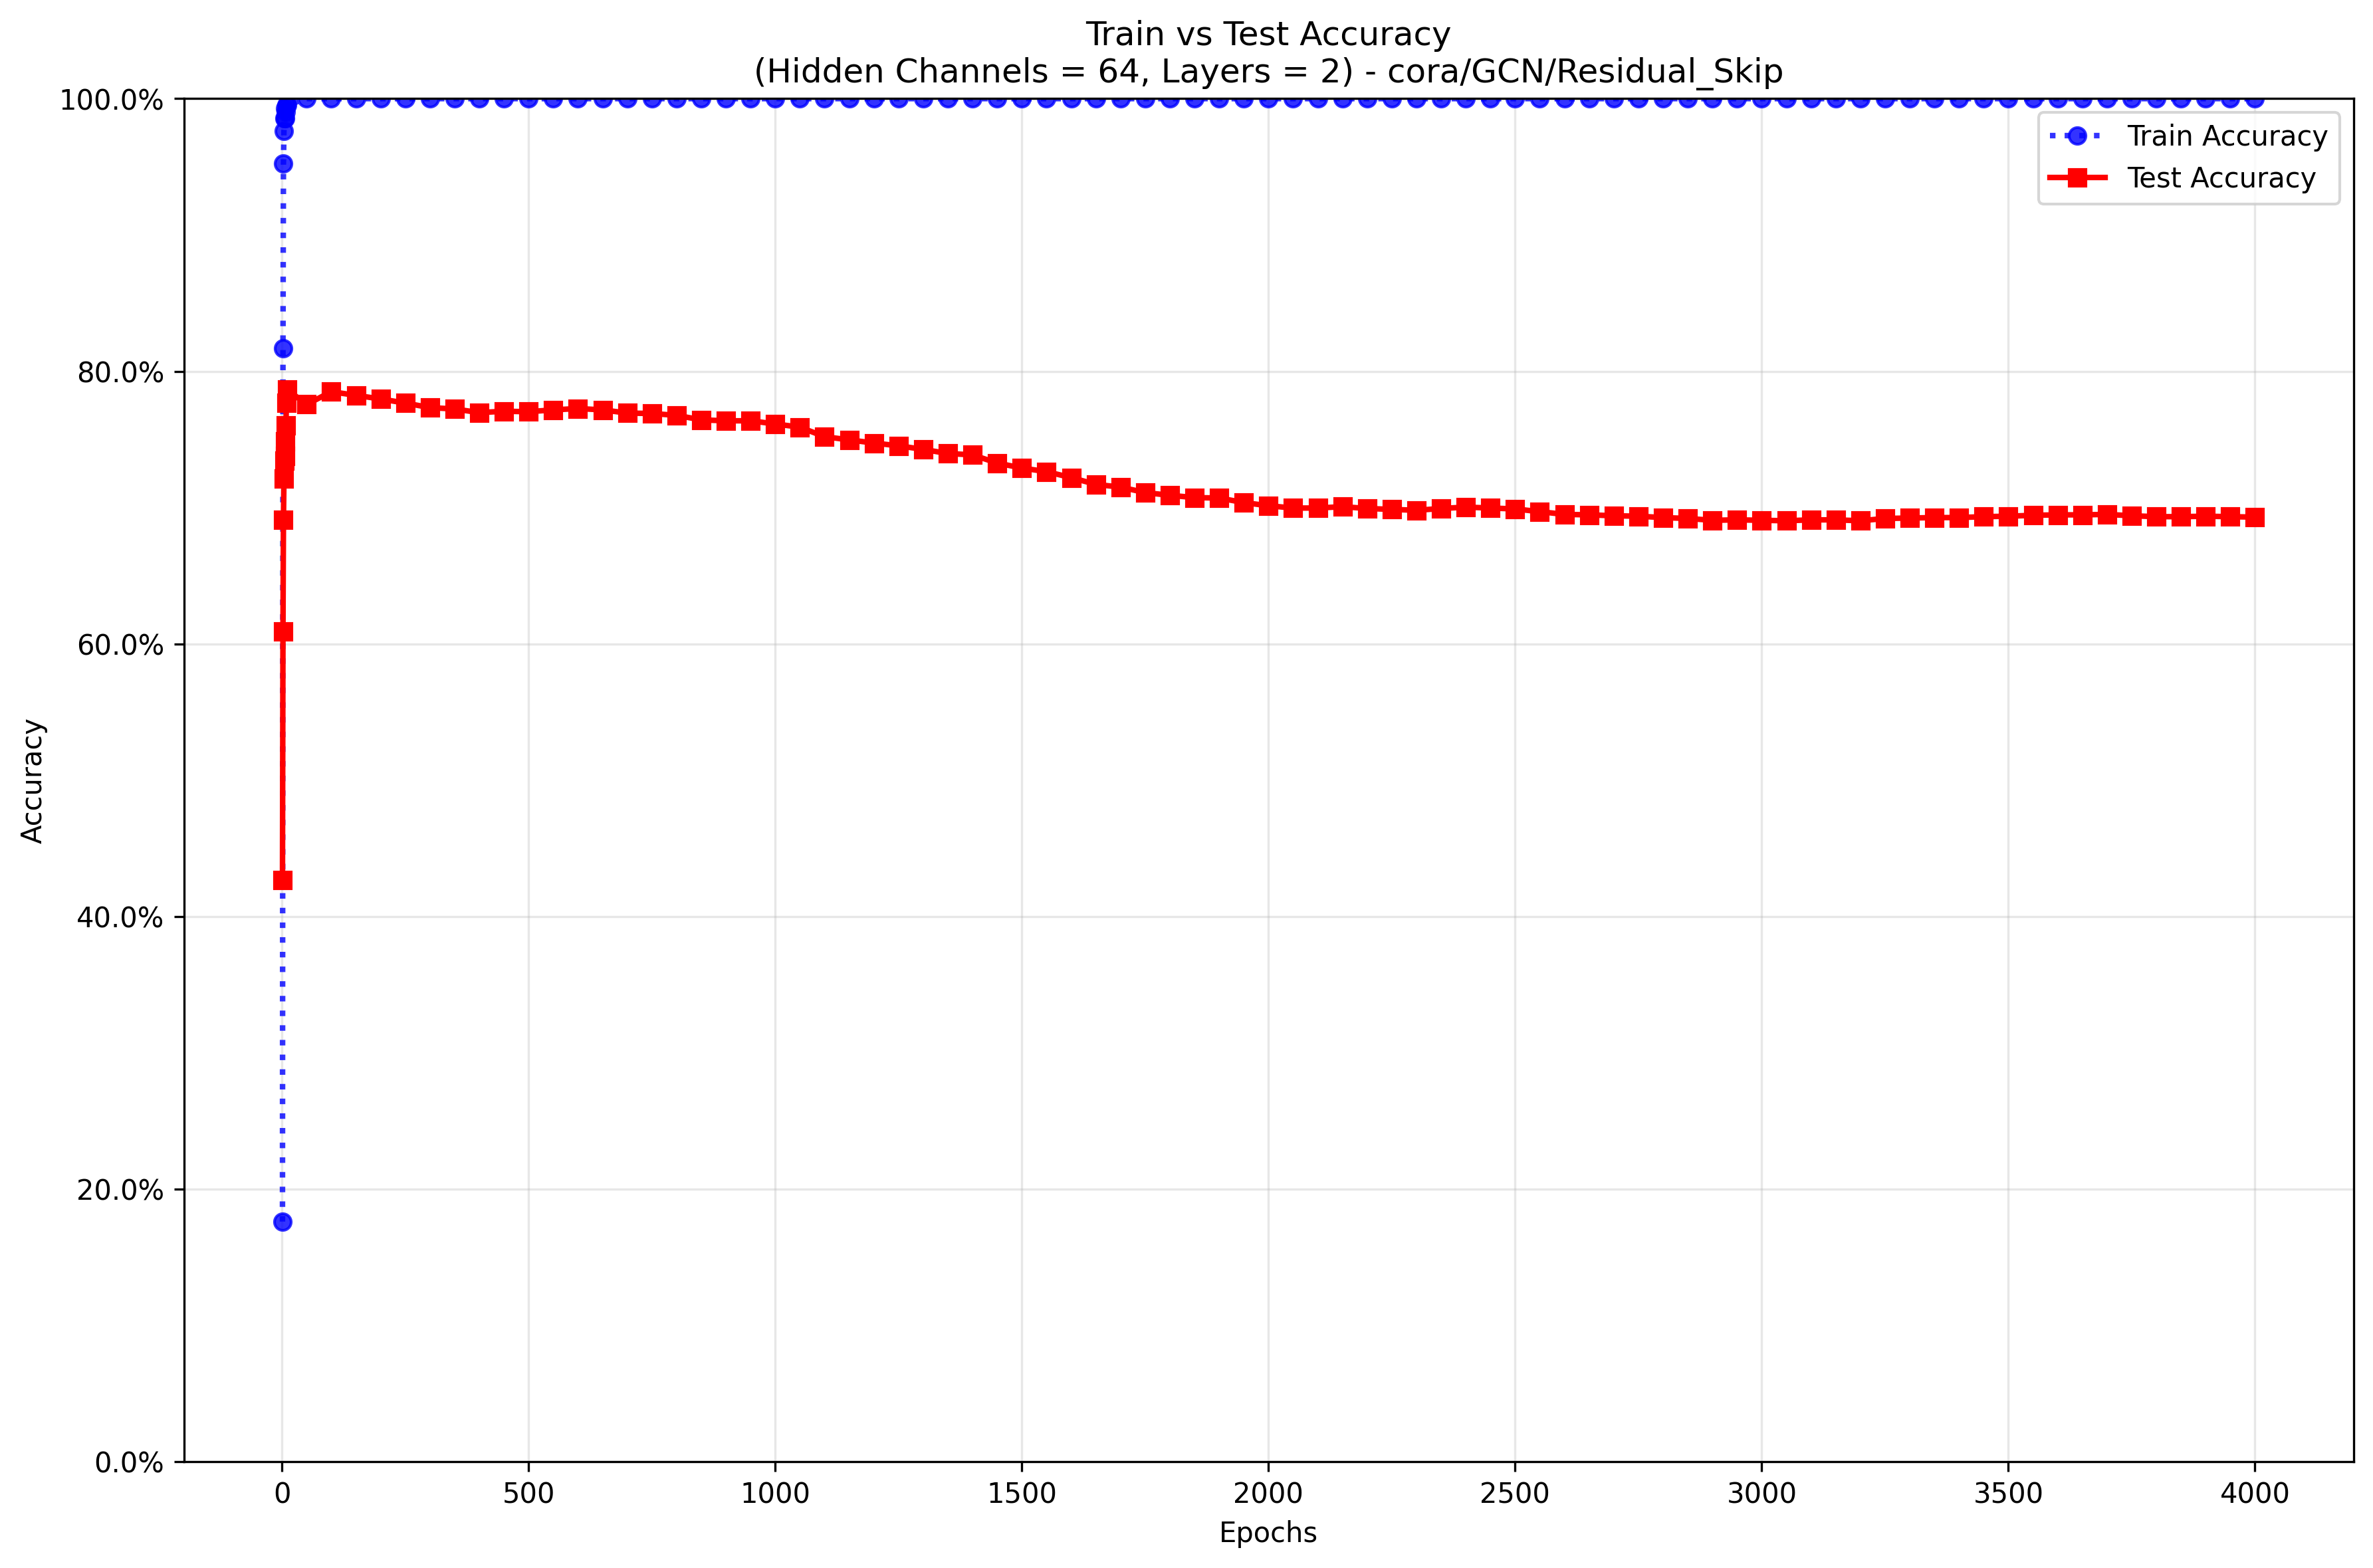 Train vs Test Accuracy
(Hidden Channels = 64, Layers = 2) - cora/GCN/Residual_Skip
100.0%
80.0%
60.0%
40.0%
20.0%
0.0%
Accuracy
Train Accuracy
Test Accuracy
0 500 1000 1500 2000 2500 3000 3500 4000
Epochs